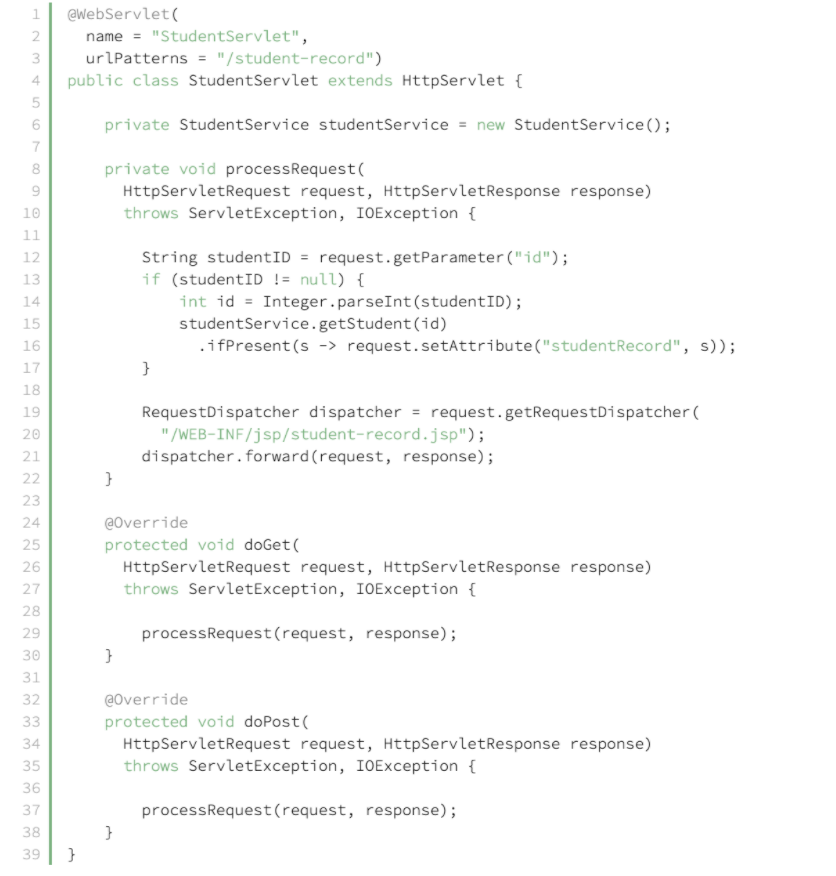 1 @WebServlet(
2   name = "StudentServlet",
3   urlPatterns = "/student-record")
4 public class StudentServlet extends HttpServlet {
5
6     private StudentService studentService = new StudentService();
7
8     private void processRequest(
9       HttpServletRequest request, HttpServletResponse response)
10       throws ServletException, IOException {
11
12         String studentID = request.getParameter("id");
13         if (studentID != null) {
14             int id = Integer.parseInt(studentID);
15             studentService.getStudent(id)
16               .ifPresent(s -> request.setAttribute("studentRecord", s));
17         }
18
19         RequestDispatcher dispatcher = request.getRequestDispatcher(
20           "/WEB-INF/jsp/student-record.jsp");
21         dispatcher.forward(request, response);
22     }
23
24     @Override
25     protected void doGet(
26       HttpServletRequest request, HttpServletResponse response)
27       throws ServletException, IOException {
28
29         processRequest(request, response);
30     }
31
32     @Override
33     protected void doPost(
34       HttpServletRequest request, HttpServletResponse response)
35       throws ServletException, IOException {
36
37         processRequest(request, response);
38     }
39 }